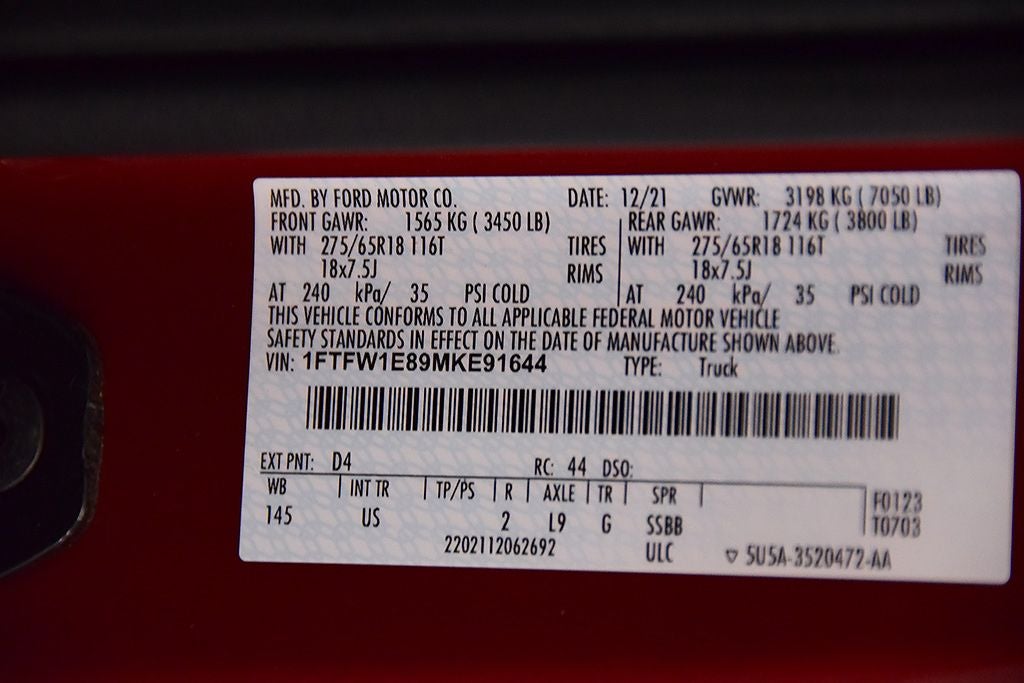 MFD. BY FORD MOTOR CO. DATE: 12/21 GVWR: 3198 KG ( 7050 LB)
FRONT GAWR: 1565 KG ( 3450 LB) REAR GAWR: 1724 KG ( 3800 LB)
WITH 275/65R18 116T TIRES WITH 275/65R18 116T TIRES
18x7.5J RIMS 18x7.5J RIMS
AT 240 kPa/ 35 PSI COLD AT 240 kPa/ 35 PSI COLD
THIS VEHICLE CONFORMS TO ALL APPLICABLE FEDERAL MOTOR VEHICLE
SAFETY STANDARDS IN EFFECT ON THE DATE OF MANUFACTURE SHOWN ABOVE.
VIN: 1FTFW1E89MKE91644 TYPE: Truck
EXT PNT: D4 RC: 44 DSO:
WB INT TR TP/PS R AXLE TR SPR F0123
145 US 2 L9 G SSBB T0703
2202112062692 ULC 5U5A-3520472-AA